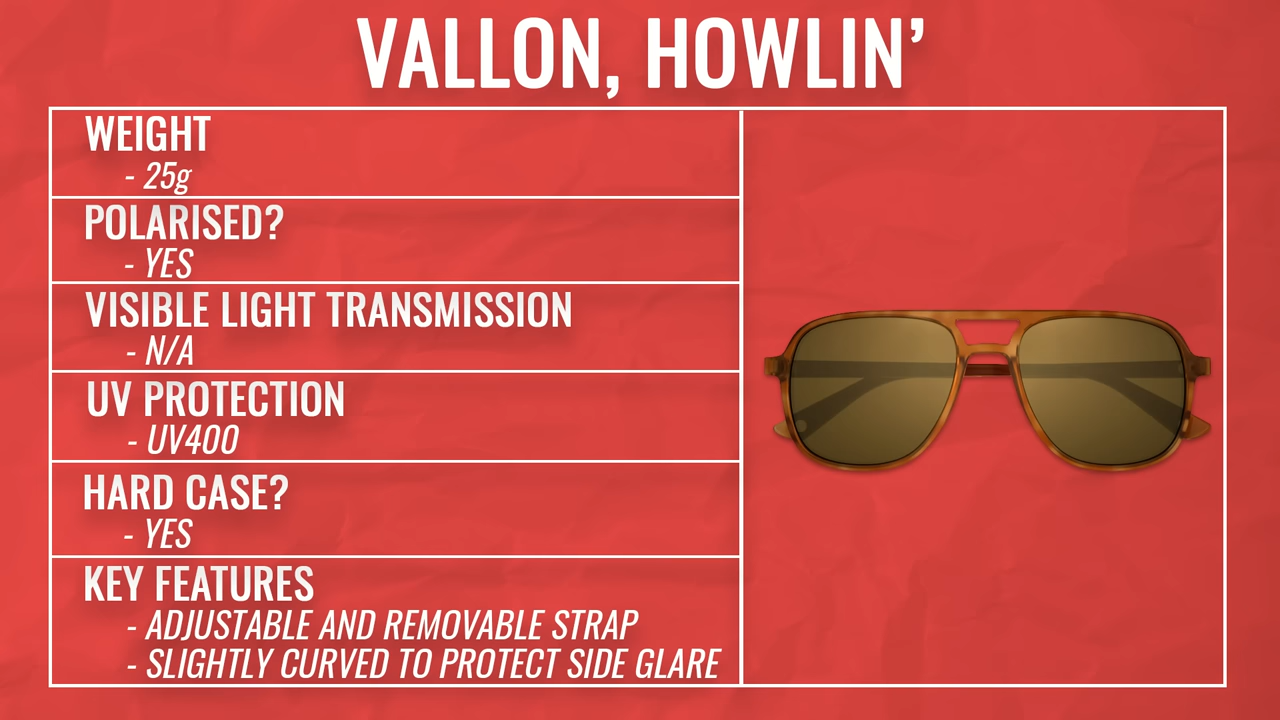 VALLON, HOWLIN’
WEIGHT
- 25g
POLARISED?
- YES
VISIBLE LIGHT TRANSMISSION
- N/A
UV PROTECTION
- UV400
HARD CASE?
- YES
KEY FEATURES
- ADJUSTABLE AND REMOVABLE STRAP
- SLIGHTLY CURVED TO PROTECT SIDE GLARE